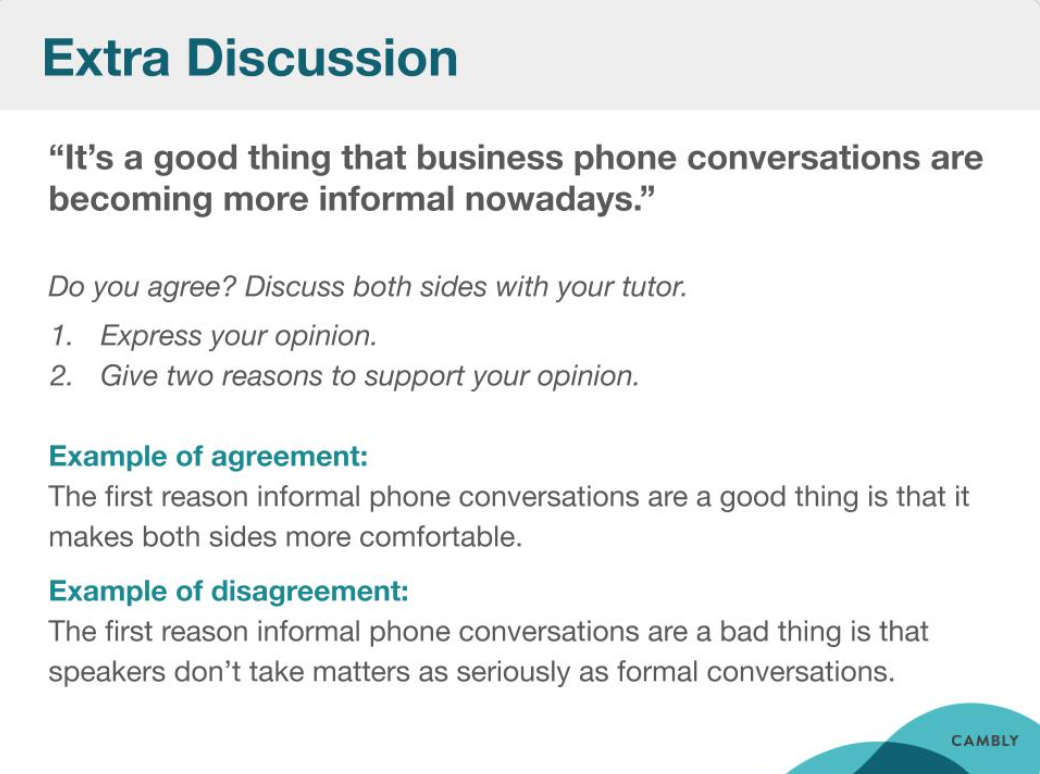 Extra Discussion
“It’s a good thing that business phone conversations are
becoming more informal nowadays.”
Do you agree? Discuss both sides with your tutor.
1. Express your opinion.
2. Give two reasons to support your opinion.
Example of agreement:
The first reason informal phone conversations are a good thing is that it
makes both sides more comfortable.
Example of disagreement:
The first reason informal phone conversations are a bad thing is that
speakers don’t take matters as seriously as formal conversations.
CAMBLY